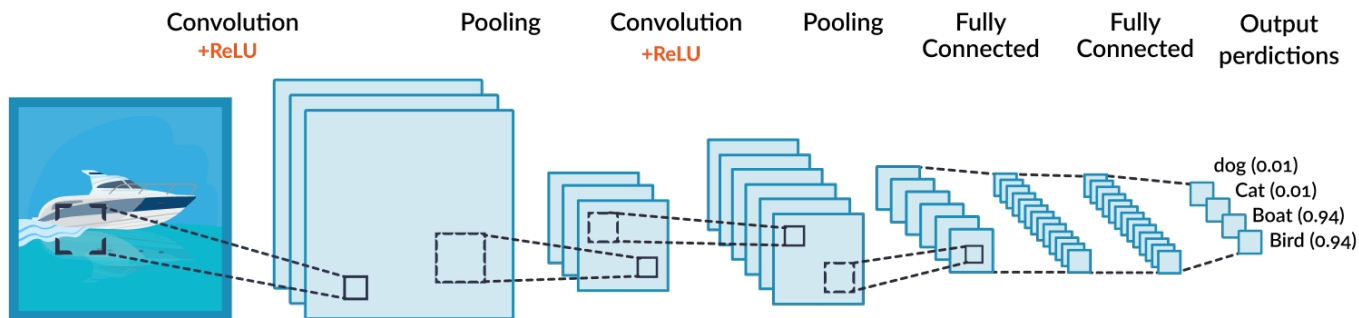 Convolution
+ReLU
Pooling
Convolution
+ReLU
Pooling
Fully
Connected
Fully
Connected
Output
perdictions
dog (0.01)
Cat (0.01)
Boat (0.94)
Bird (0.94)